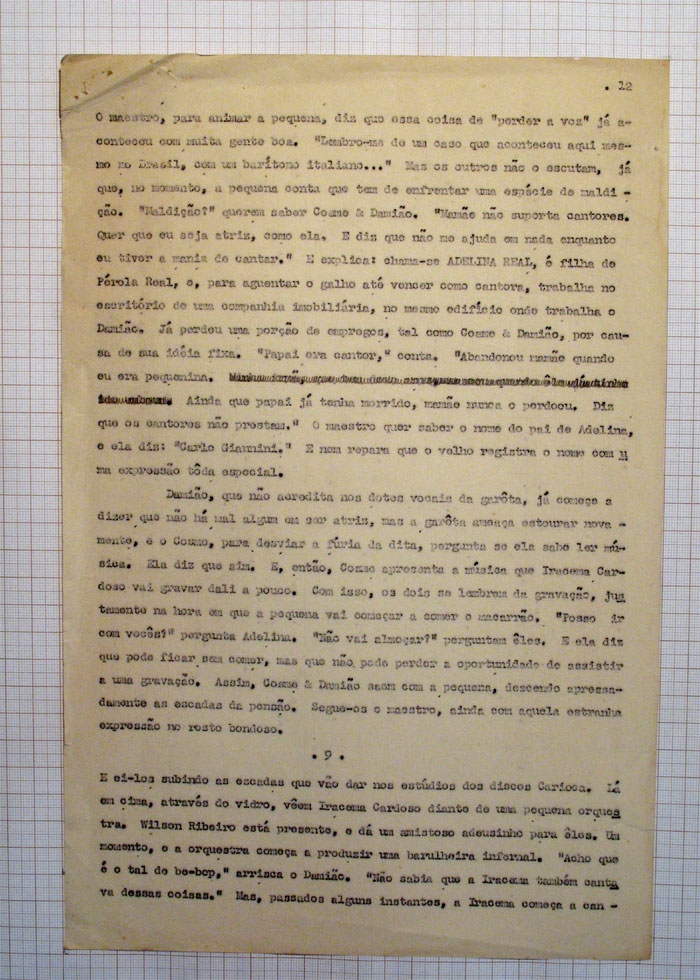 . 12
O maestro, para animar a pequena, diz que essa coisa de "perder a voz" já a-
conteceu com muita gente boa. "Lembro-me de um caso que aconteceu aqui mes-
mo no Brasil, com um barítono italiano..." Mas os outros não o escutam, já
que, no momento, a pequena conta que tem de enfrentar uma espécie de maldi -
ção. "Maldição?" querem saber Cosme & Damião. "Mamãe não suporta cantores.
Quer que eu seja atriz, como ela. E diz que não me ajuda em nada enquanto
eu tiver a mania de cantar." E explica: chama-se ADELINA REAL, é filha de
Pérola Real, e, para aguentar o galho até vencer como cantora, trabalha no
escritório de uma companhia imobiliária, no mesmo edifício onde trabalha o
Damião. Já perdeu uma porção de empregos, tal como Cosme & Damião, por cau-
sa de sua idéia fixa. "Papai era cantor," conta. "Abandonou mamãe quando
eu era pequenina.
Ainda que papai já tenha morrido, mamãe nunca o perdoou. Diz
que os cantores não prestam." O maestro quer saber o nome do pai de Adelina,
e ela diz: "Carlo Giannini." E nem repara que o velho registra o nome com u
ma expressão tôda especial.
Damião, que não acredita nos dotes vocais da garôta, já começa a
dizer que não há mal algum em ser atriz, mas a garôta ameaça estourar nova -
mente, e o Cosme, para desviar a fúria da dita, pergunta se ela sabe ler mú-
sica. Ela diz que sim. E, então, Cosme apresenta a música que Iracema Car-
doso vai gravar dali a pouco. Com isso, os dois se lembram da gravação, jus
tamente na hora em que a pequena vai começar a comer o macarrão. "Posso ir
com vocês?" pergunta Adelina. "Não vai almoçar?" perguntam êles. E ela diz
que pode ficar sem comer, mas que não pode perder a oportunidade de assistir
a uma gravação. Assim, Cosme & Damião saem com a pequena, descendo apressa-
damente as escadas da pensão. Segue-os o maestro, ainda com aquela estranha
expressão no rosto bondoso.
. 9 .
E ei-los subindo as escadas que vão dar nos estúdios dos discos Carioca. Lá
em cima, através do vidro, vêem Iracema Cardoso diante de uma pequena orques
tra. Wilson Ribeiro está presente, e dá um amistoso adeusinho para êles. Um
momento, e a orquestra começa a produzir uma barulheira infernal. "Acho que
é o tal de be-bop," arrisca o Damião. "Não sabia que a Iracema também canta
va dessas coisas." Mas, passados alguns instantes, a Iracema começa a can -